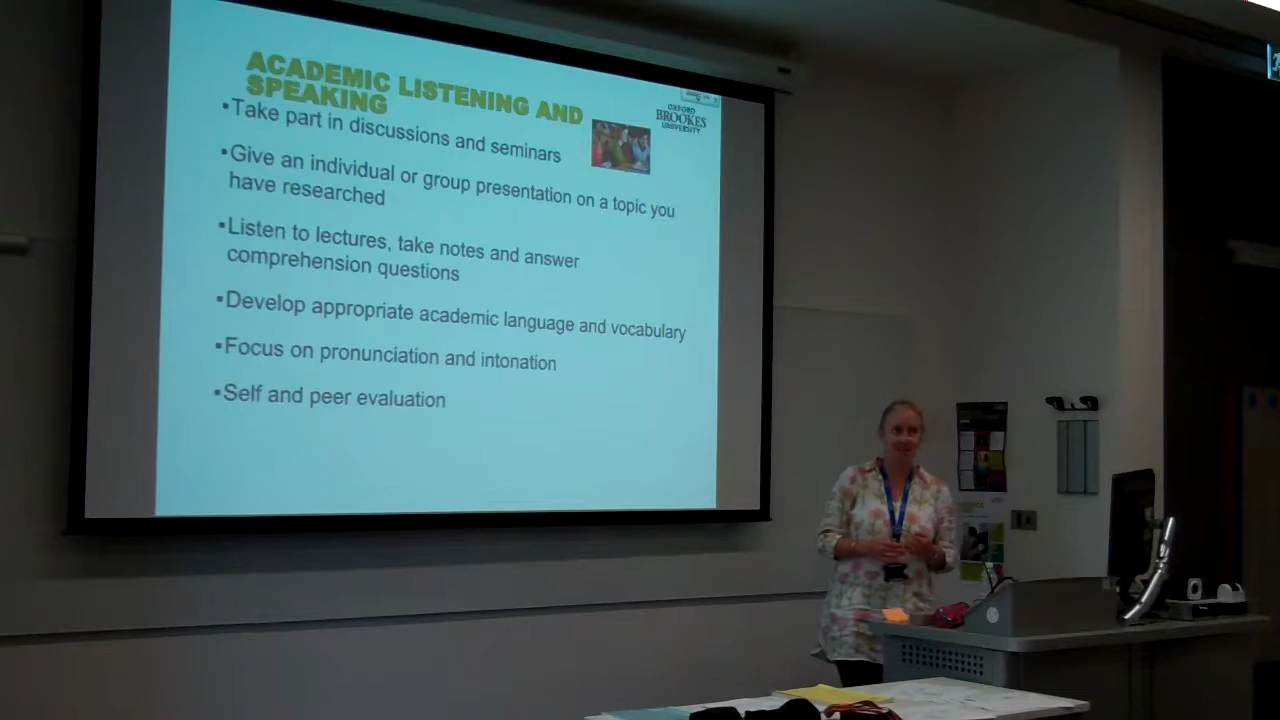 ACADEMIC LISTENING AND
SPEAKING
▪Take part in discussions and seminars
▪Give an individual or group presentation on a topic you
have researched
▪Listen to lectures, take notes and answer
comprehension questions
▪Develop appropriate academic language and vocabulary
▪Focus on pronunciation and intonation
▪Self and peer evaluation
OXFORD
BROOKES
UNIVERSITY